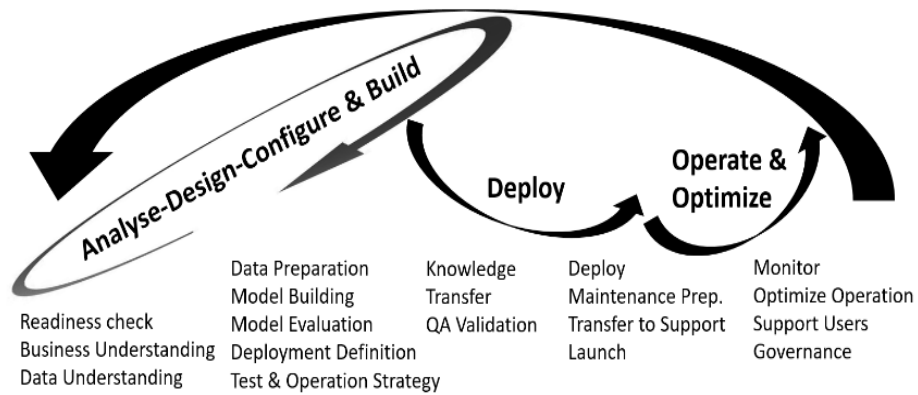 Analyse-Design-Configure & Build
Deploy
Operate &
Optimize
Readiness check
Business Understanding
Data Understanding
Data Preparation
Model Building
Model Evaluation
Deployment Definition
Test & Operation Strategy
Knowledge
Transfer
QA Validation
Deploy
Maintenance Prep.
Transfer to Support
Launch
Monitor
Optimize Operation
Support Users
Governance